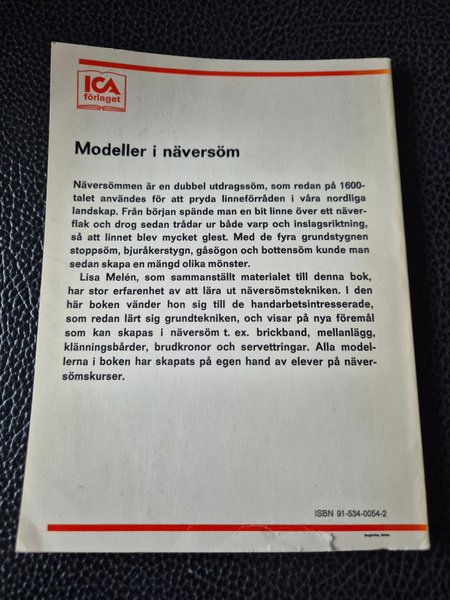 ICA
förlaget
Modeller i näversöm
Näversömmen är en dubbel utdragssöm, som redan på 1600-
talet användes för att pryda linneförråden i våra nordliga
landskap. Från början spände man en bit linne över ett näver-
flak och drog sedan trådar ur både varp och inslagsriktning,
så att linnet blev mycket glest. Med de fyra grundstygnen
stoppsöm, bjuråkerstygn, gåsögon och bottensöm kunde man
sedan skapa en mängd olika mönster.
Lisa Melén, som sammanställt materialet till denna bok,
har stor erfarenhet av att lära ut näversömstekniken. I den
här boken vänder hon sig till de handarbetsintresserade,
som redan lärt sig grundtekniken, och visar på nya föremål
som kan skapas i näversöm t. ex. brickband, mellanlägg,
klänningsbårder, brudkronor och servettringar. Alla model-
lerna i boken har skapats på egen hand av elever på näver-
sömskurser.
ISBN 91-534-0054-2